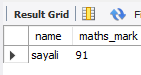 Result Grid
name maths_mark
sayali 91